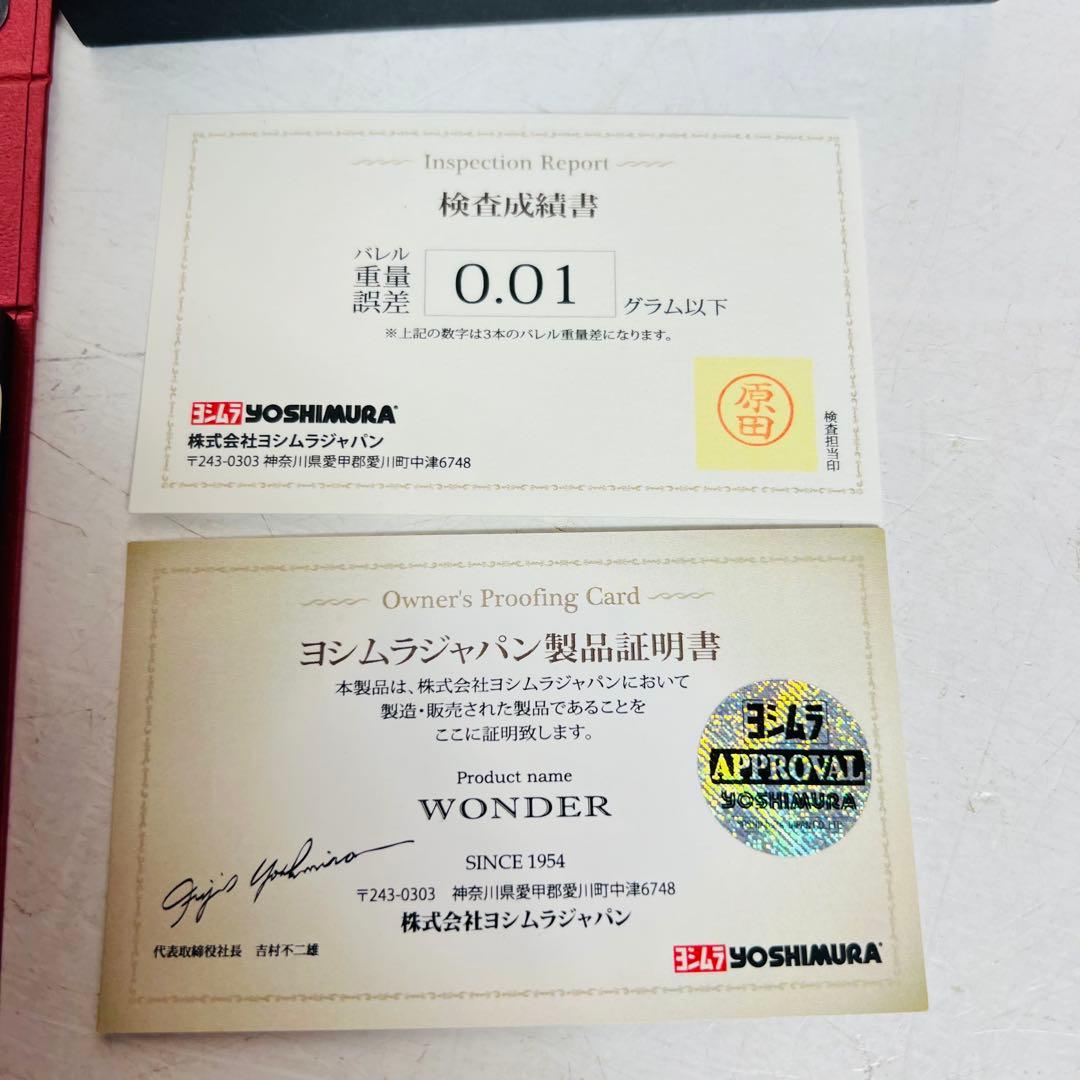 Inspection Report
検査成績書
バレル
重量
誤差
0.01
グラム以下
※上記の数字は3本のバレル重量差になります。
ヨシムラ YOSHIMURA
株式会社ヨシムラジャパン
〒243-0303 神奈川県愛甲郡愛川町中津6748
原田
検査担当印
Owner's Proofing Card
ヨシムラジャパン製品証明書
本製品は、株式会社ヨシムラジャパンにおいて
製造・販売された製品であることを
ここに証明致します。
Product name
WONDER
ヨシムラ
APPROVAL
YOSHIMURA
SINCE 1954
〒243-0303 神奈川県愛甲郡愛川町中津6748
株式会社ヨシムラジャパン
代表取締役社長 吉村不二雄
ヨシムラ YOSHIMURA